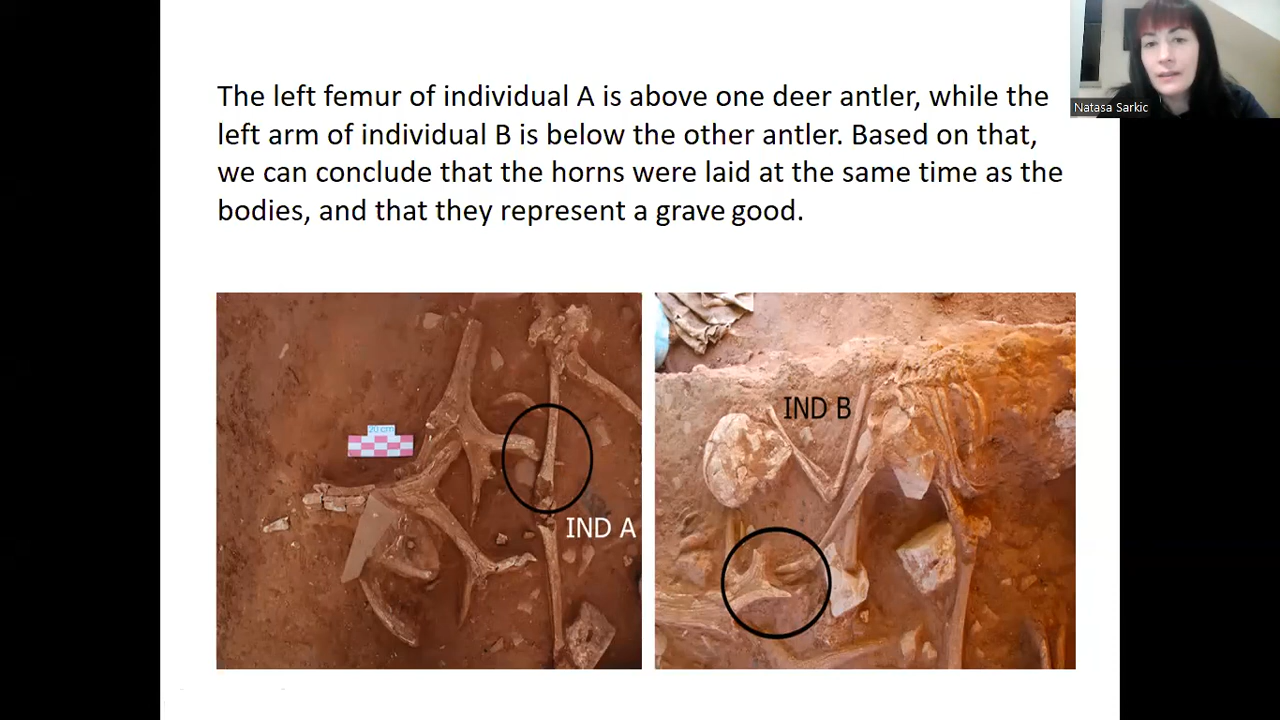 The left femur of individual A is above one deer antler, while the
left arm of individual B is below the other antler. Based on that,
we can conclude that the horns were laid at the same time as the
bodies, and that they represent a grave good.
Natasa Sarkic
20 cm
IND A
IND B